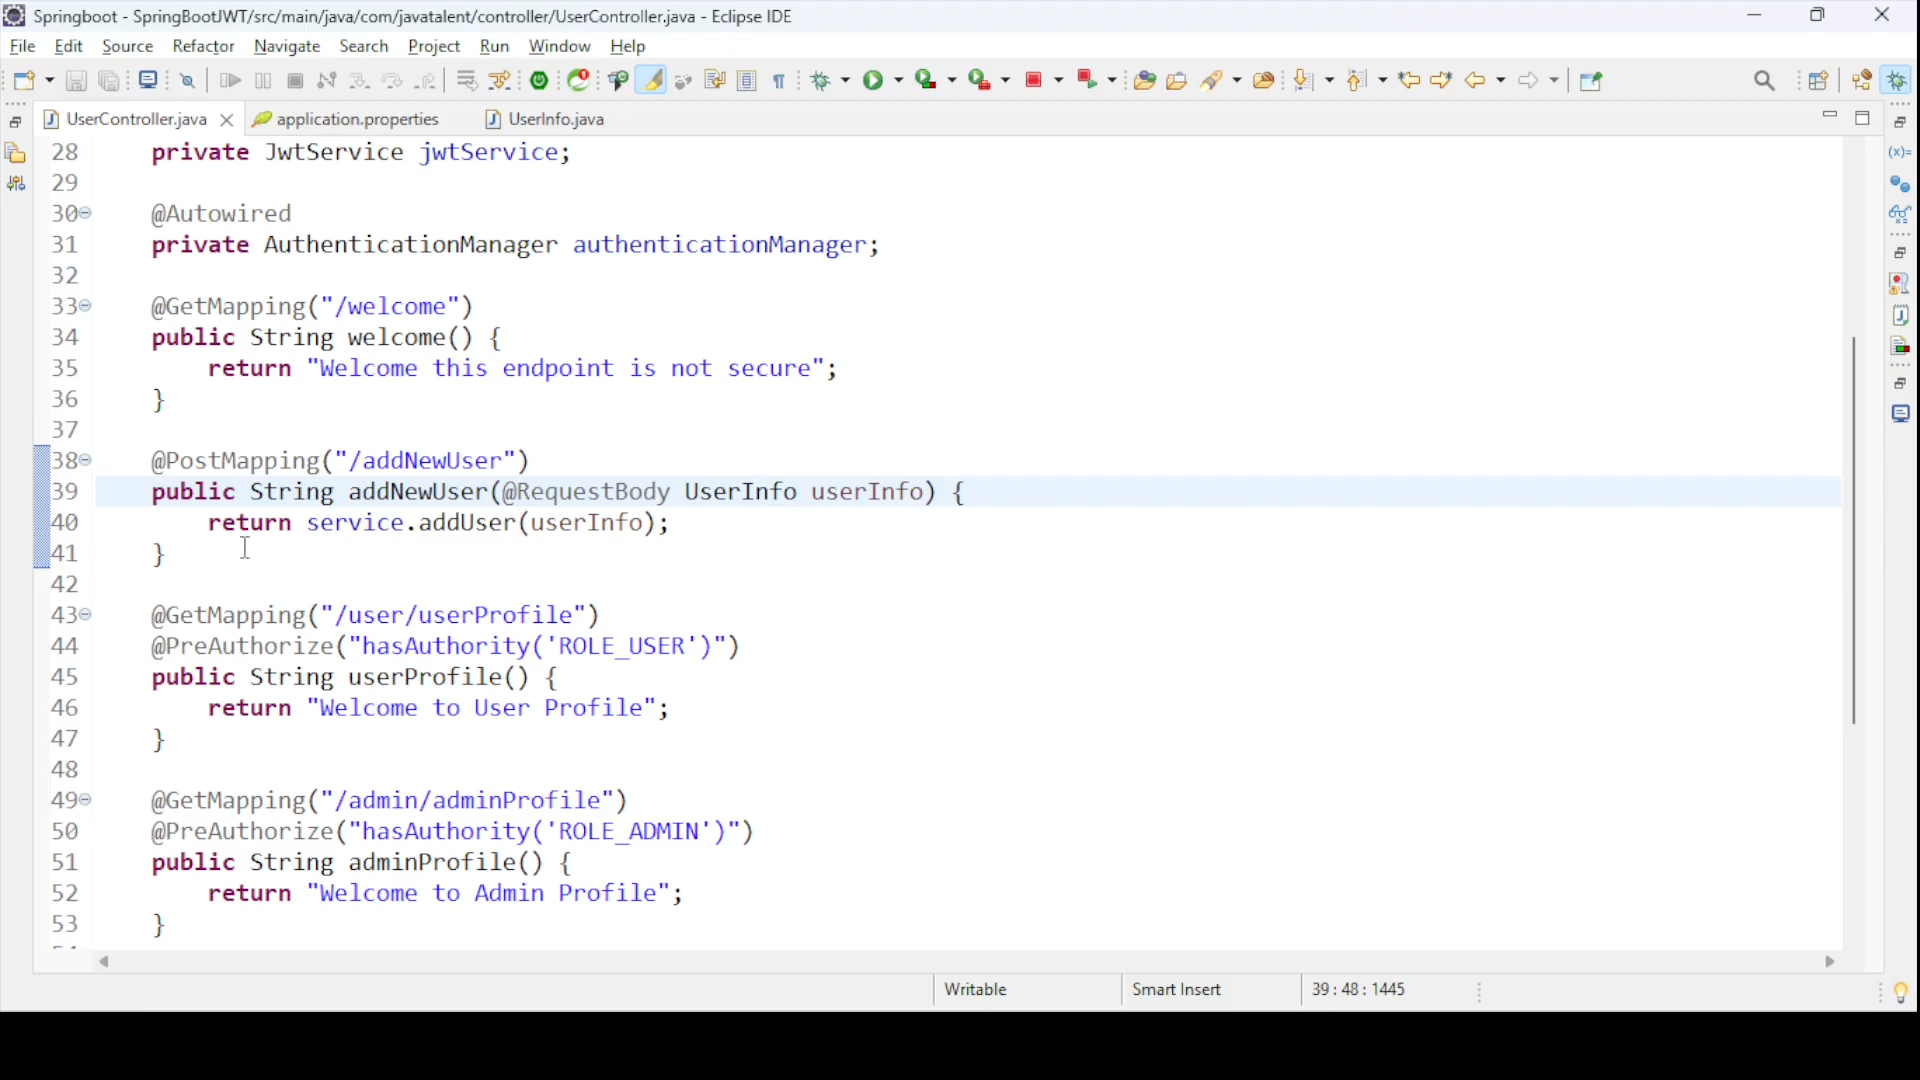 Springboot - SpringBootJWT/src/main/java/com/javatalent/controller/UserController.java - Eclipse IDE
File Edit Source Refactor Navigate Search Project Run Window Help
UserController.java application.properties UserInfo.java
28 private JwtService jwtService;
29
30 @Autowired
31 private AuthenticationManager authenticationManager;
32
33 @GetMapping("/welcome")
34 public String welcome() {
35 return "Welcome this endpoint is not secure";
36 }
37
38 @PostMapping("/addNewUser")
39 public String addNewUser(@RequestBody UserInfo userInfo) {
40 return service.addUser(userInfo);
41 }
42
43 @GetMapping("/user/userProfile")
44 @PreAuthorize("hasAuthority('ROLE_USER')")
45 public String userProfile() {
46 return "Welcome to User Profile";
47 }
48
49 @GetMapping("/admin/adminProfile")
50 @PreAuthorize("hasAuthority('ROLE_ADMIN')")
51 public String adminProfile() {
52 return "Welcome to Admin Profile";
53 }
Writable Smart Insert 39 : 48 : 1445